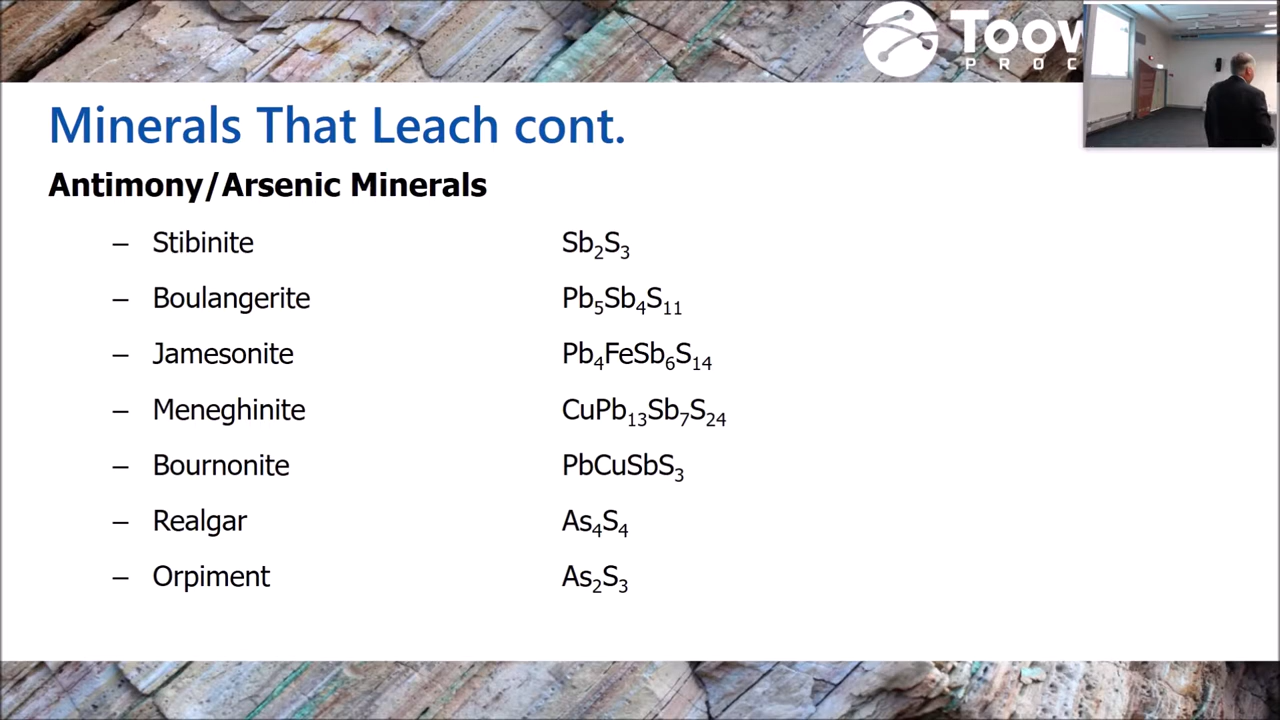 Minerals That Leach cont.
Antimony/Arsenic Minerals
– Stibinite Sb₂S₃
– Boulangerite Pb₅Sb₄S₁₁
– Jamesonite Pb₄FeSb₆S₁₄
– Meneghinite CuPb₁₃Sb₇S₂₄
– Bournonite PbCuSbS₃
– Realgar As₄S₄
– Orpiment As₂S₃